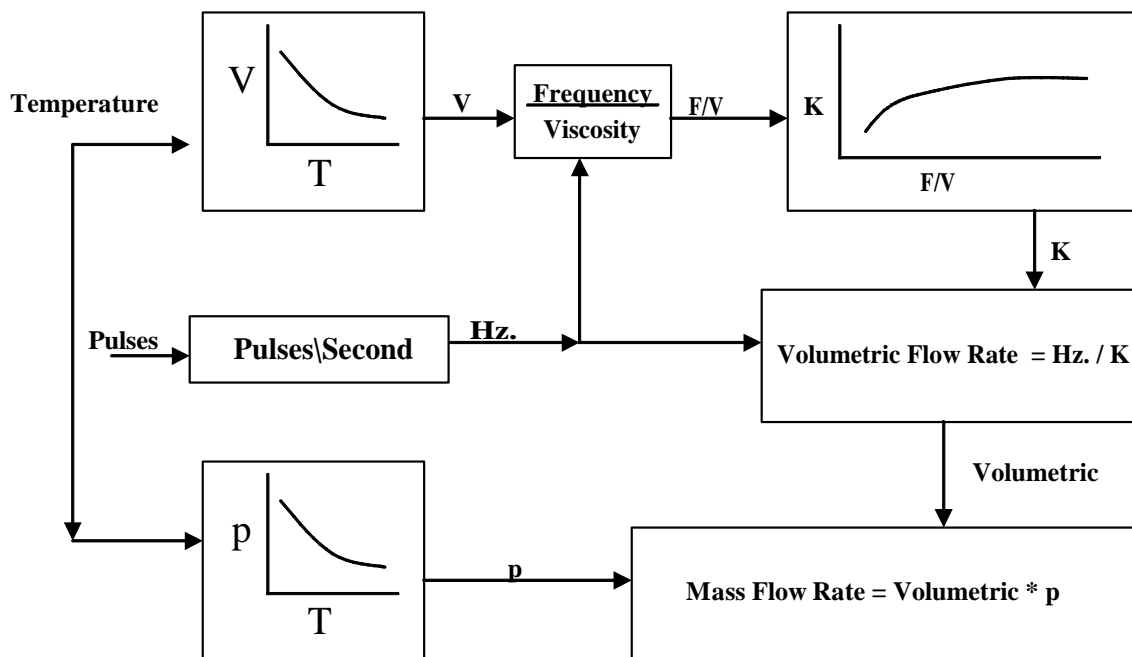 Temperature
V
T
V
Frequency
Viscosity
F/V
K
F/V
K
Pulses
Pulses\Second
Hz.
Volumetric Flow Rate = Hz. / K
Volumetric
p
T
p
Mass Flow Rate = Volumetric * p